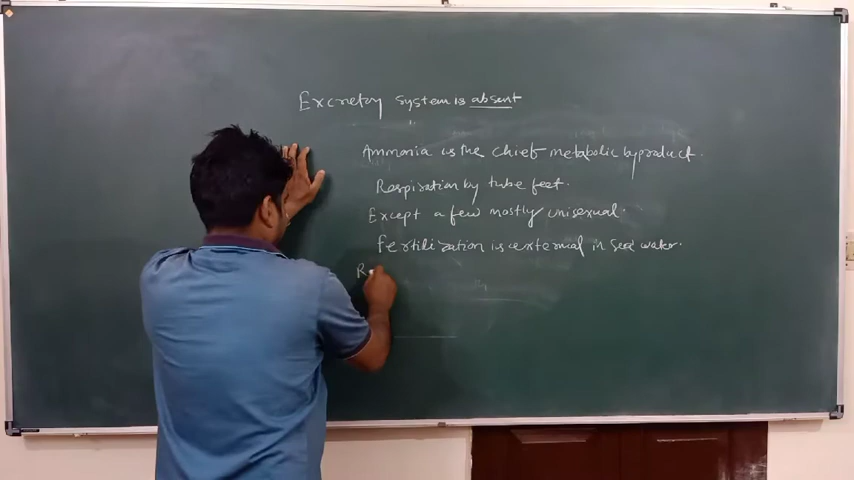 Excretoy system is absent
Ammonia is the chief metabolic byproduct.
Respiration by tube feet.
Except a few mostly unisexual.
Fertilization is external in Sea water.
R